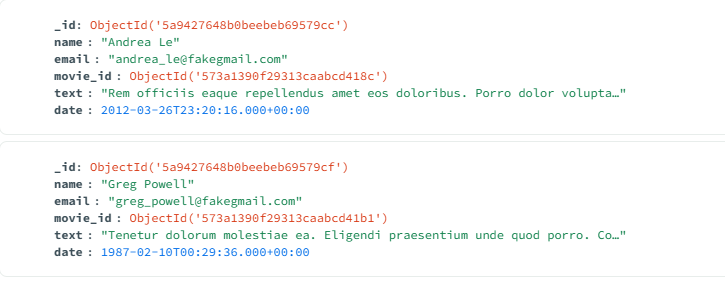 _id: ObjectId('5a9427648b0beebeb69579cc')
name : "Andrea Le"
email : "andrea_le@fakegmail.com"
movie_id : ObjectId('573a1390f29313caabcd418c')
text : "Rem officiis eaque repellendus amet eos doloribus. Porro dolor volupta…"
date : 2012-03-26T23:20:16.000+00:00
_id: ObjectId('5a9427648b0beebeb69579cf')
name : "Greg Powell"
email : "greg_powell@fakegmail.com"
movie_id : ObjectId('573a1390f29313caabcd41b1')
text : "Tenetur dolorum molestiae ea. Eligendi praesentium unde quod porro. Co…"
date : 1987-02-10T00:29:36.000+00:00